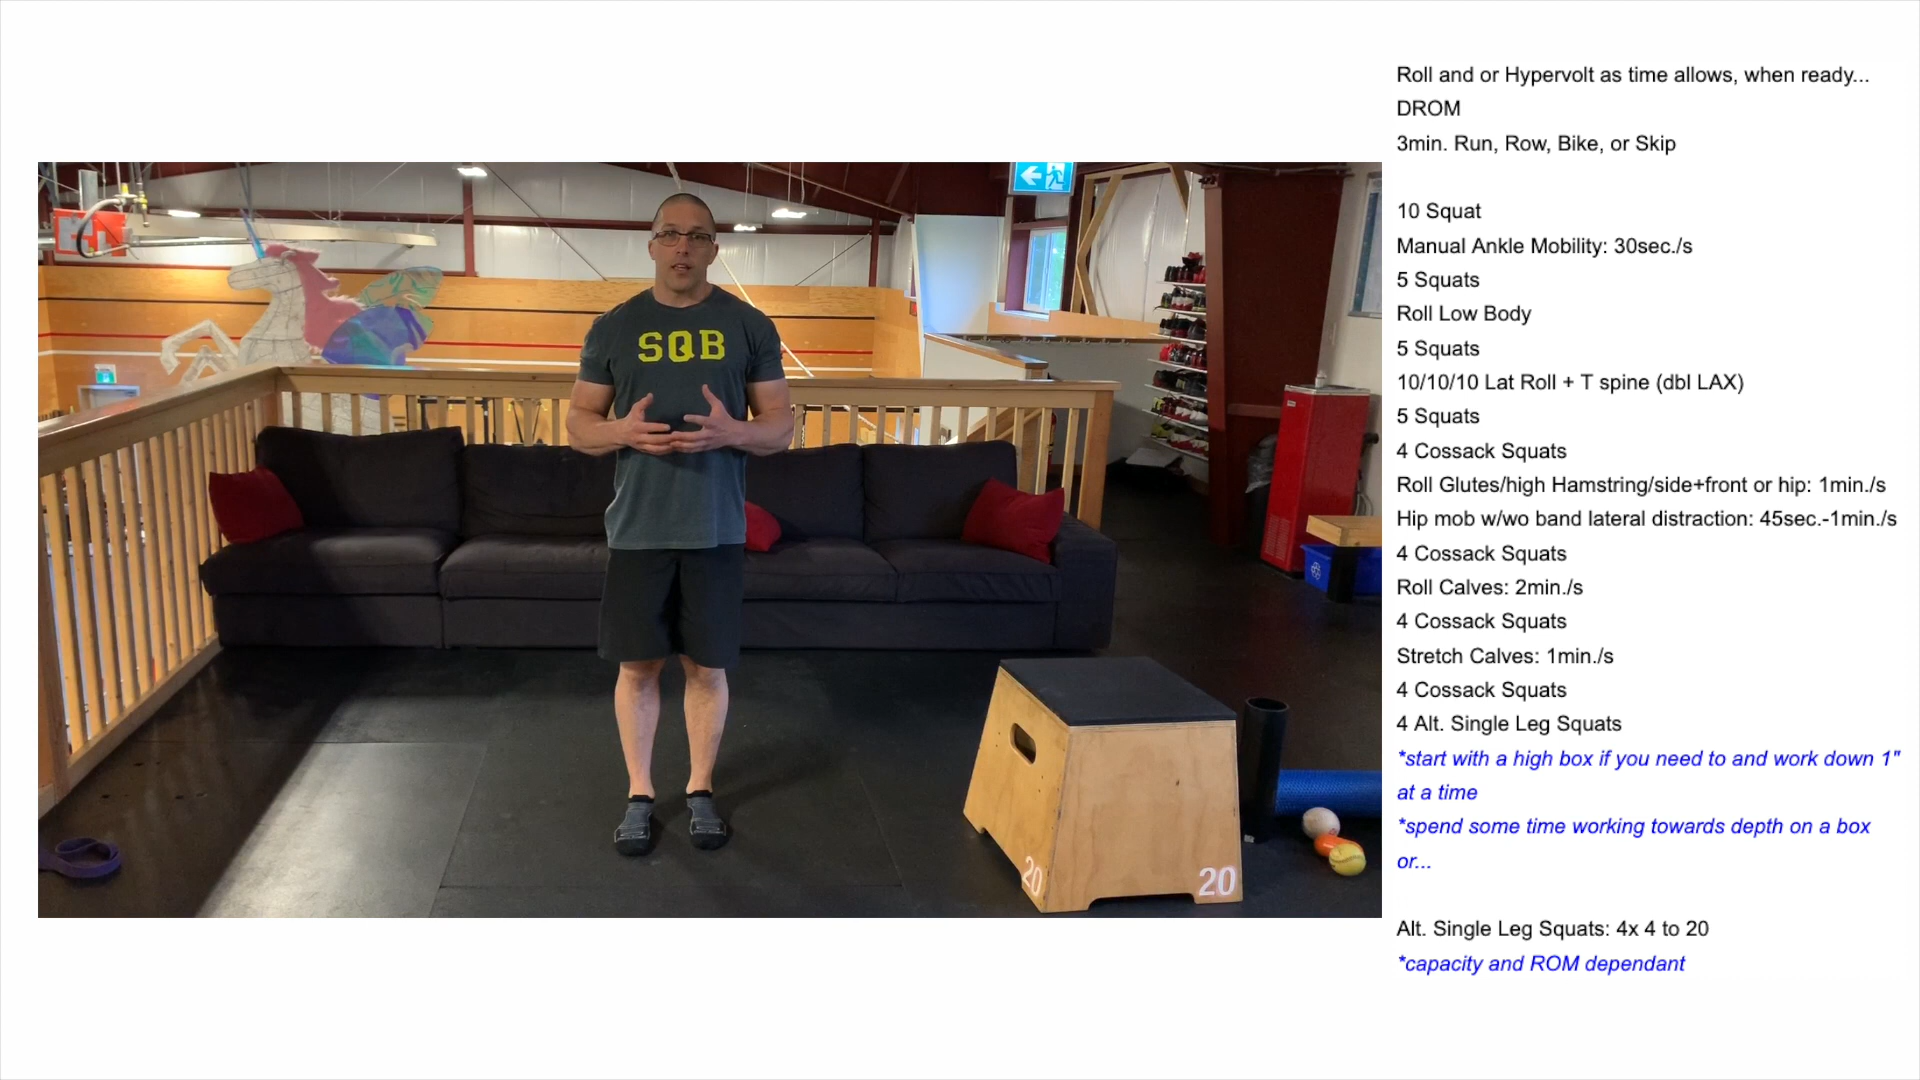 Roll and or Hypervolt as time allows, when ready...
DROM
3min. Run, Row, Bike, or Skip
10 Squat
Manual Ankle Mobility: 30sec./s
5 Squats
Roll Low Body
5 Squats
10/10/10 Lat Roll + T spine (dbl LAX)
5 Squats
4 Cossack Squats
Roll Glutes/high Hamstring/side+front or hip: 1min./s
Hip mob w/wo band lateral distraction: 45sec.-1min./s
4 Cossack Squats
Roll Calves: 2min./s
4 Cossack Squats
Stretch Calves: 1min./s
4 Cossack Squats
4 Alt. Single Leg Squats
*start with a high box if you need to and work down 1"
at a time
*spend some time working towards depth on a box
or...
Alt. Single Leg Squats: 4x 4 to 20
*capacity and ROM dependant
SQB
20
20